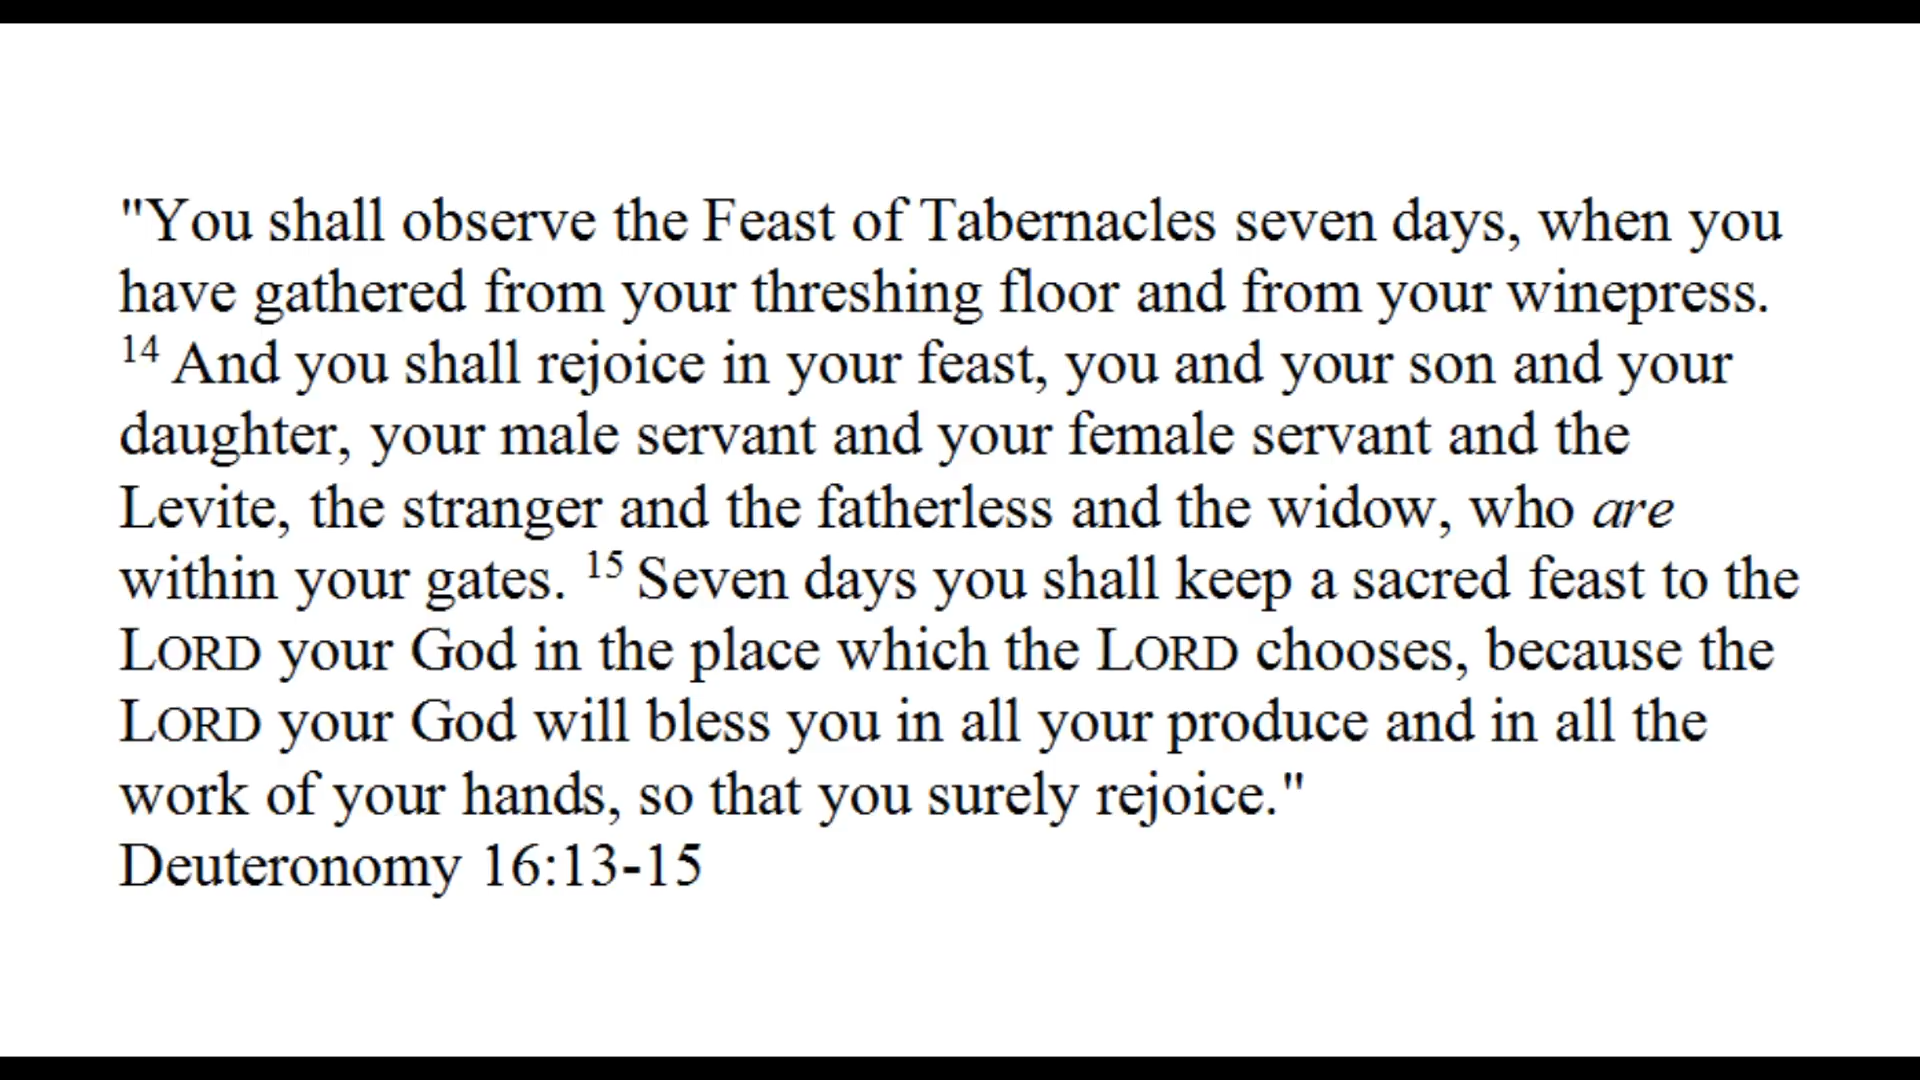 "You shall observe the Feast of Tabernacles seven days, when you
have gathered from your threshing floor and from your winepress.
14 And you shall rejoice in your feast, you and your son and your
daughter, your male servant and your female servant and the
Levite, the stranger and the fatherless and the widow, who are
within your gates. 15 Seven days you shall keep a sacred feast to the
LORD your God in the place which the LORD chooses, because the
LORD your God will bless you in all your produce and in all the
work of your hands, so that you surely rejoice."
Deuteronomy 16:13-15